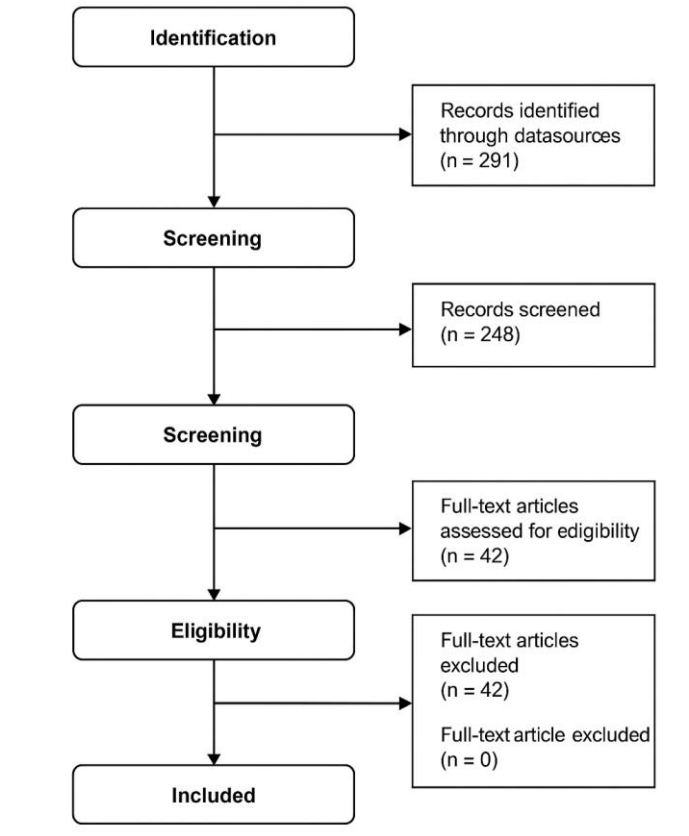 Identification
Records identified
through datasources
(n = 291)
Screening
Records screened
(n = 248)
Screening
Full-text articles
assessed for edigibility
(n = 42)
Eligibility
Full-text articles
excluded
(n = 42)
Full-text article excluded
(n = 0)
Included